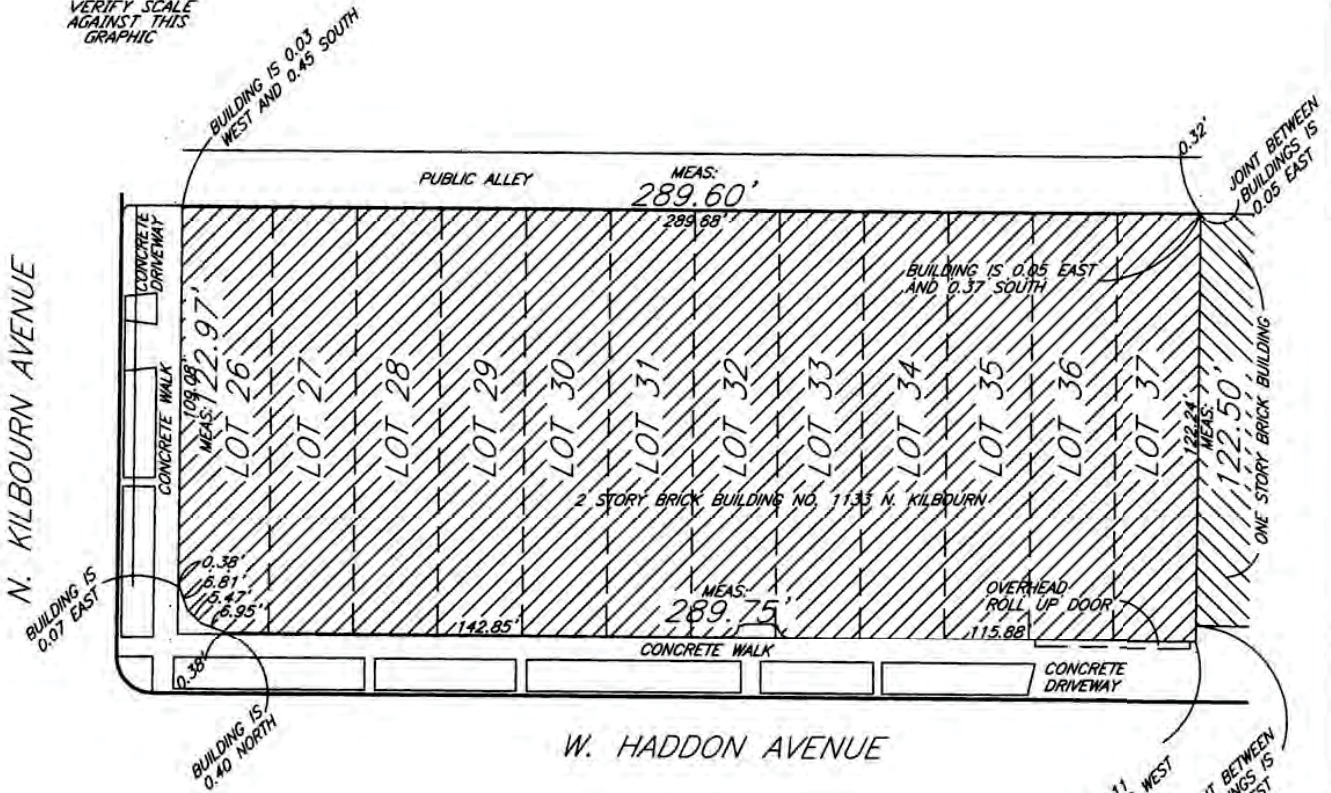 VERIFY SCALE
AGAINST THIS
GRAPHIC
BUILDING IS 0.03
WEST AND 0.45 SOUTH
PUBLIC ALLEY
MEAS:
289.60'
289.68'
0.32'
JOINT BETWEEN
BUILDINGS IS
0.05 EAST
CONCRETE
DRIVEWAY
BUILDING IS 0.05 EAST
AND 0.37 SOUTH
N. KILBOURN AVENUE
CONCRETE WALK
109.08'
MEAS: 122.97'
LOT 26
LOT 27
LOT 28
LOT 29
LOT 30
LOT 31
LOT 32
LOT 33
LOT 34
LOT 35
LOT 36
LOT 37
122.24'
MEAS:
122.50'
ONE STORY BRICK BUILDING
2 STORY BRICK BUILDING NO. 1133 N. KILBOURN
0.38'
6.81'
5.47'
6.95'
BUILDING IS
0.07 EAST
142.85'
MEAS:
289.75'
OVERHEAD
ROLL UP DOOR
115.88
CONCRETE WALK
0.38'
CONCRETE
DRIVEWAY
BUILDING IS
0.40 NORTH
W. HADDON AVENUE
WEST
BETWEEN
IS